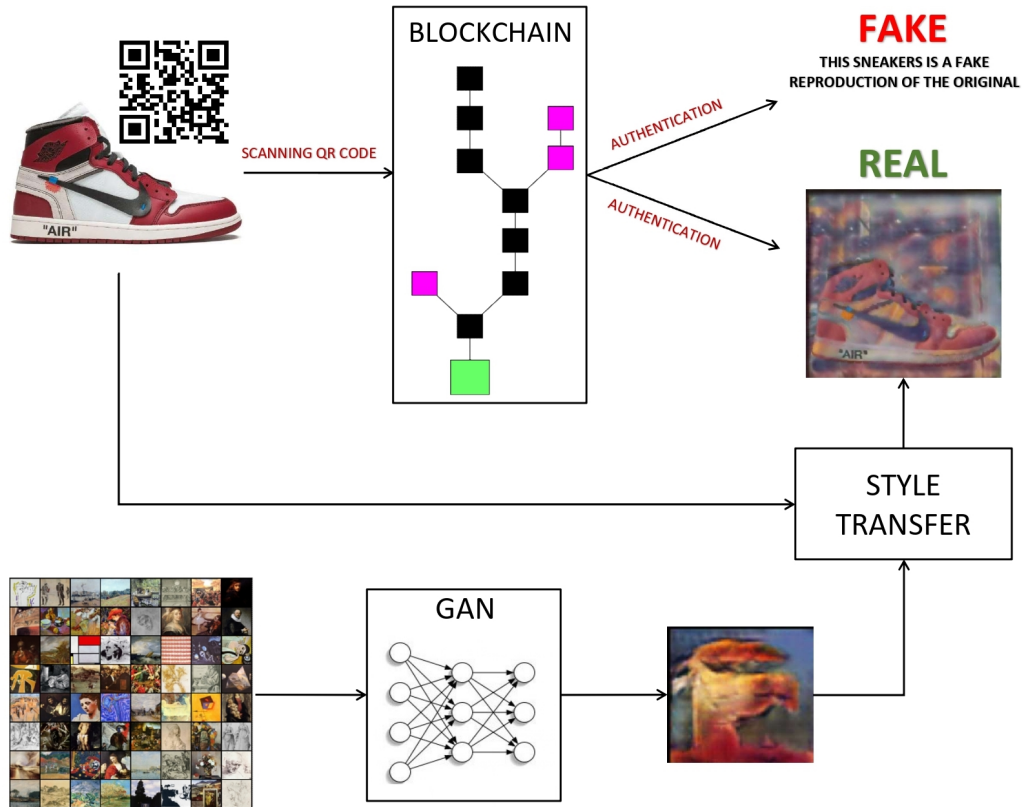 BLOCKCHAIN
FAKE
THIS SNEAKERS IS A FAKE
REPRODUCTION OF THE ORIGINAL
SCANNING QR CODE
AUTHENTICATION
AUTHENTICATION
REAL
"AIR"
"AIR"
STYLE
TRANSFER
GAN